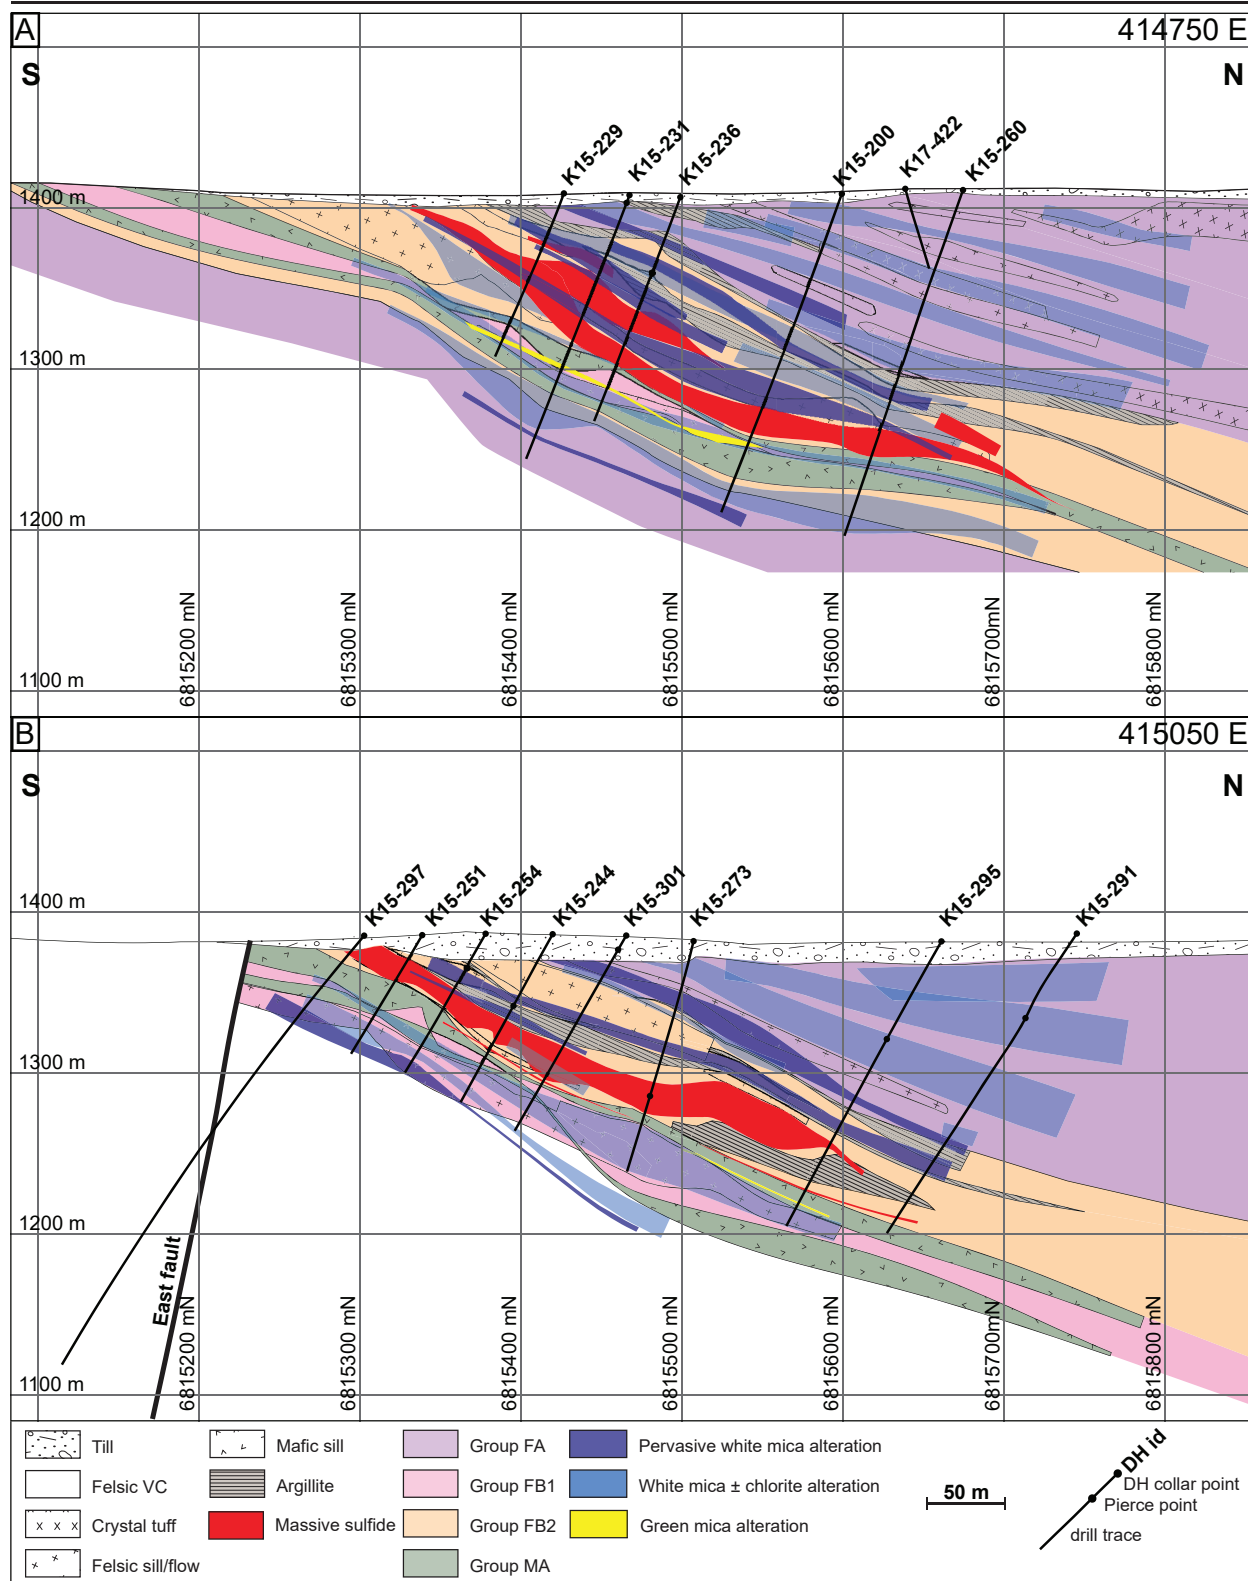 A
414750 E
S
N
K15-229
K15-231
K15-236
K15-200
K17-422
K15-260
1400 m
1300 m
1200 m
1100 m
6815200 mN
6815300 mN
6815400 mN
6815500 mN
6815600 mN
6815700mN
6815800 mN
B
415050 E
S
N
K15-297
K15-251
K15-254
K15-244
K15-301
K15-273
K15-295
K15-291
1400 m
1300 m
1200 m
1100 m
East fault
6815200 mN
6815300 mN
6815400 mN
6815500 mN
6815600 mN
6815700mN
6815800 mN
Till
Felsic VC
Crystal tuff
Felsic sill/flow
Mafic sill
Argillite
Massive sulfide
Group FA
Group FB1
Group FB2
Group MA
Pervasive white mica alteration
White mica ± chlorite alteration
Green mica alteration
50 m
DH id
DH collar point
Pierce point
drill trace